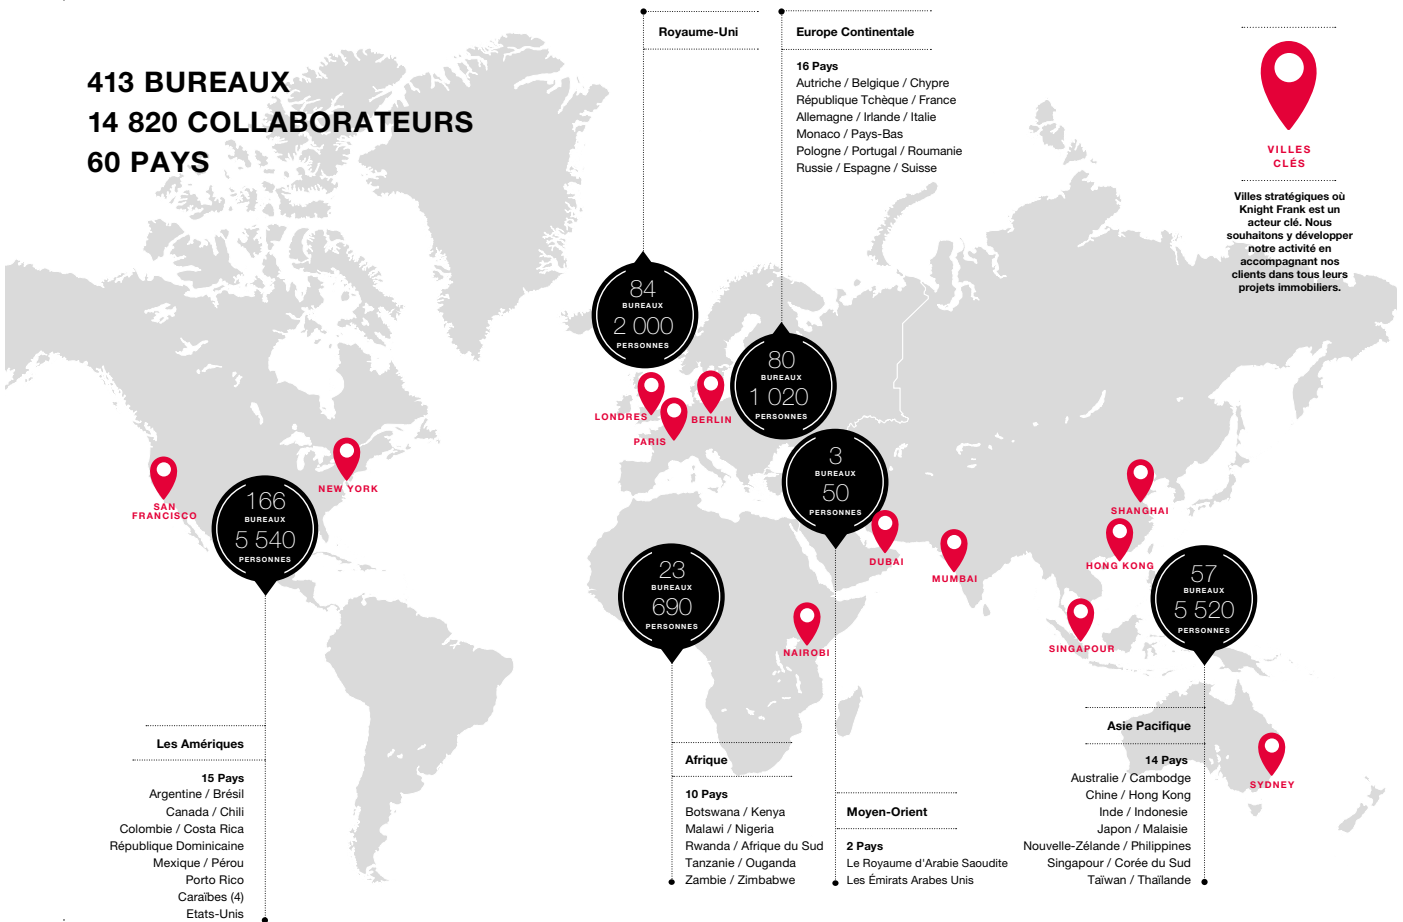 413 BUREAUX
14 820 COLLABORATEURS
60 PAYS
Royaume-Uni
84
BUREAUX
2 000
PERSONNES
Europe Continentale
16 Pays
Autriche / Belgique / Chypre
République Tchèque / France
Allemagne / Irlande / Italie
Monaco / Pays-Bas
Pologne / Portugal / Roumanie
Russie / Espagne / Suisse
80
BUREAUX
1 020
PERSONNES
VILLES
CLÉS
Villes stratégiques où
Knight Frank est un
acteur clé. Nous
souhaitons y développer
notre activité en
accompagnant nos
clients dans tous leurs
projets immobiliers.
LONDRES
PARIS
BERLIN
SAN
FRANCISCO
NEW YORK
166
BUREAUX
5 540
PERSONNES
3
BUREAUX
50
PERSONNES
23
BUREAUX
690
PERSONNES
DUBAI
MUMBAI
NAIROBI
SHANGHAI
HONG KONG
SINGAPOUR
57
BUREAUX
5 520
PERSONNES
SYDNEY
Les Amériques
15 Pays
Argentine / Brésil
Canada / Chili
Colombie / Costa Rica
République Dominicaine
Mexique / Pérou
Porto Rico
Caraïbes (4)
Etats-Unis
Afrique
10 Pays
Botswana / Kenya
Malawi / Nigeria
Rwanda / Afrique du Sud
Tanzanie / Ouganda
Zambie / Zimbabwe
Moyen-Orient
2 Pays
Le Royaume d'Arabie Saoudite
Les Émirats Arabes Unis
Asie Pacifique
14 Pays
Australie / Cambodge
Chine / Hong Kong
Inde / Indonesie
Japon / Malaisie
Nouvelle-Zélande / Philippines
Singapour / Corée du Sud
Taïwan / Thaïlande